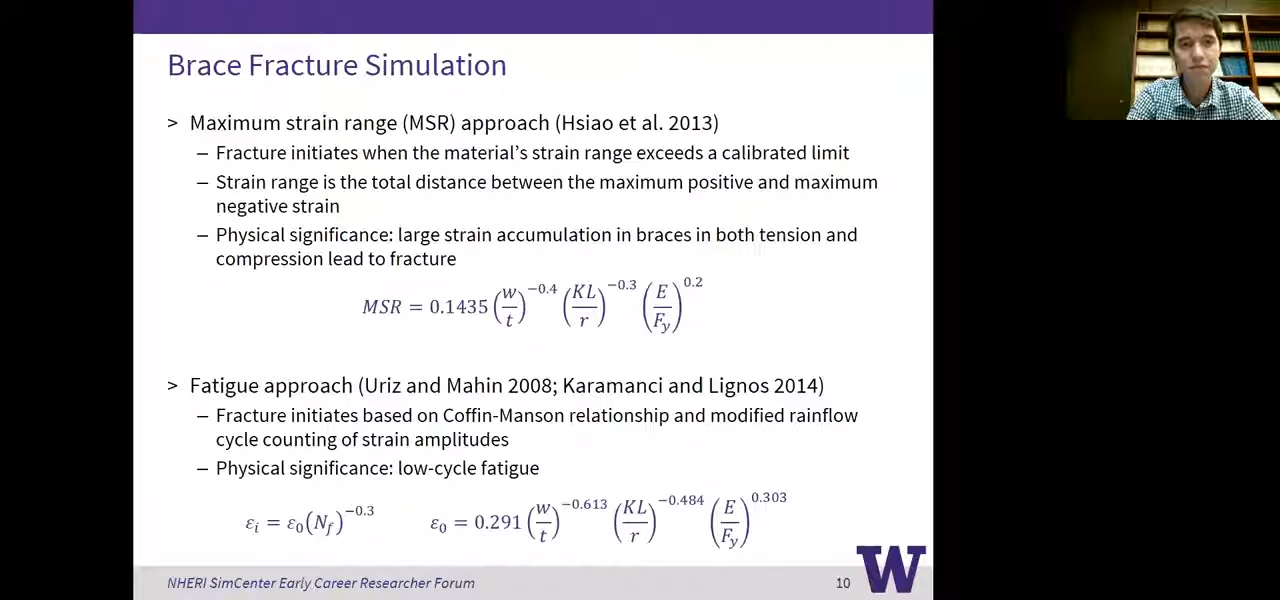 Brace Fracture Simulation
> Maximum strain range (MSR) approach (Hsiao et al. 2013)
– Fracture initiates when the material’s strain range exceeds a calibrated limit
– Strain range is the total distance between the maximum positive and maximum
negative strain
– Physical significance: large strain accumulation in braces in both tension and
compression lead to fracture
MSR = 0.1435 (w/t)^−0.4 (KL/r)^−0.3 (E/F_y)^0.2
> Fatigue approach (Uriz and Mahin 2008; Karamanci and Lignos 2014)
– Fracture initiates based on Coffin-Manson relationship and modified rainflow
cycle counting of strain amplitudes
– Physical significance: low-cycle fatigue
ε_i = ε_0(N_f)^−0.3 ε_0 = 0.291 (w/t)^−0.613 (KL/r)^−0.484 (E/F_y)^0.303
NHERI SimCenter Early Career Researcher Forum 10 W